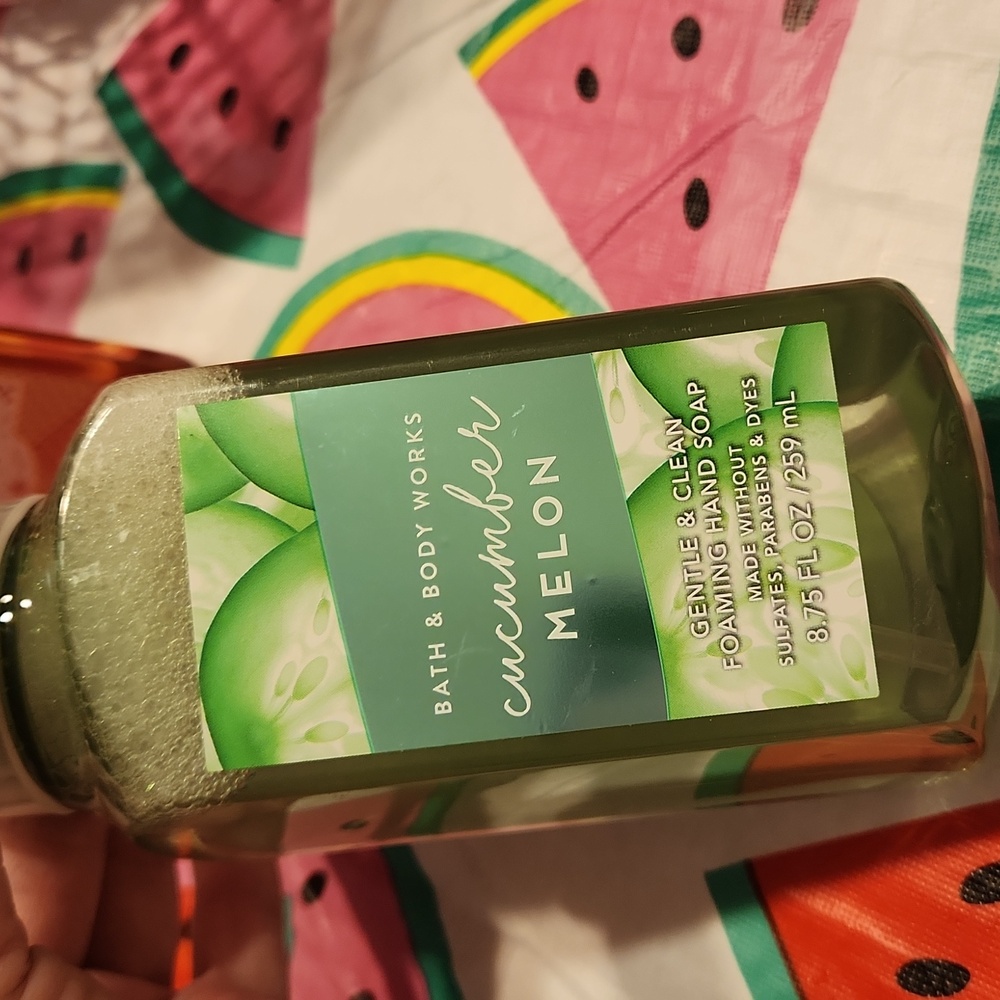 BATH & BODY WORKS
cucumber
MELON
GENTLE & CLEAN
FOAMING HAND SOAP
MADE WITHOUT
SULFATES, PARABENS & DYES
8.75 FL OZ / 259 mL